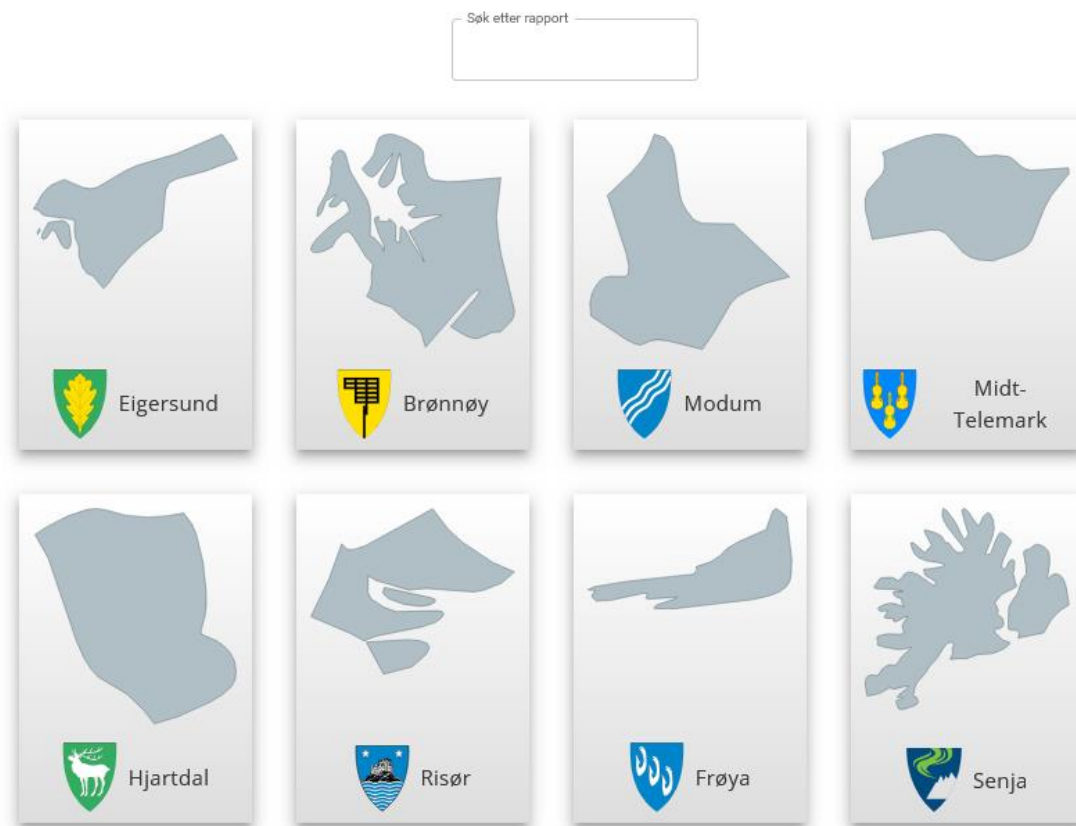 Søk etter rapport
Eigersund
Brønnøy
Modum
Midt-
Telemark
Hjartdal
Risør
Frøya
Senja